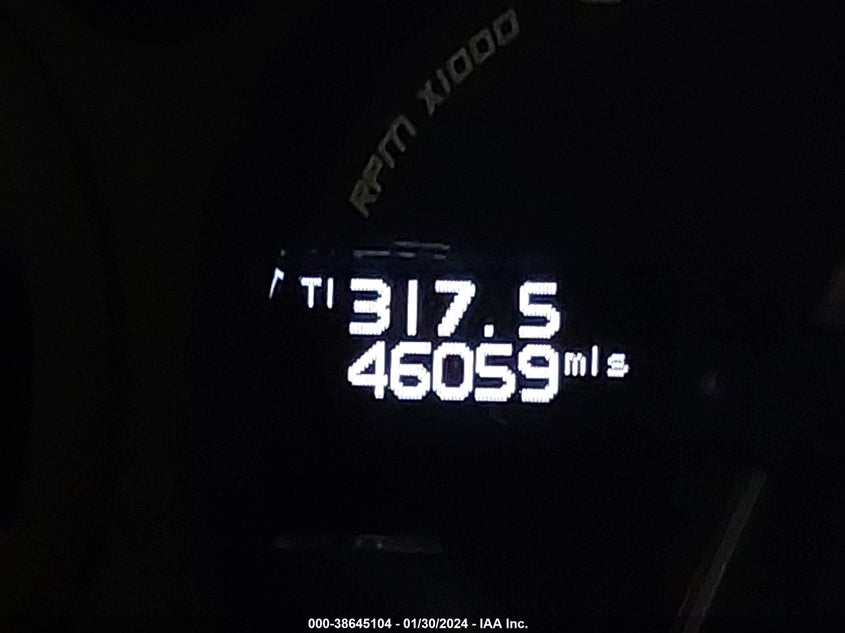 RPM X1000
T1 317.5
46059 mls
000-38645104 - 01/30/2024 - IAA Inc.